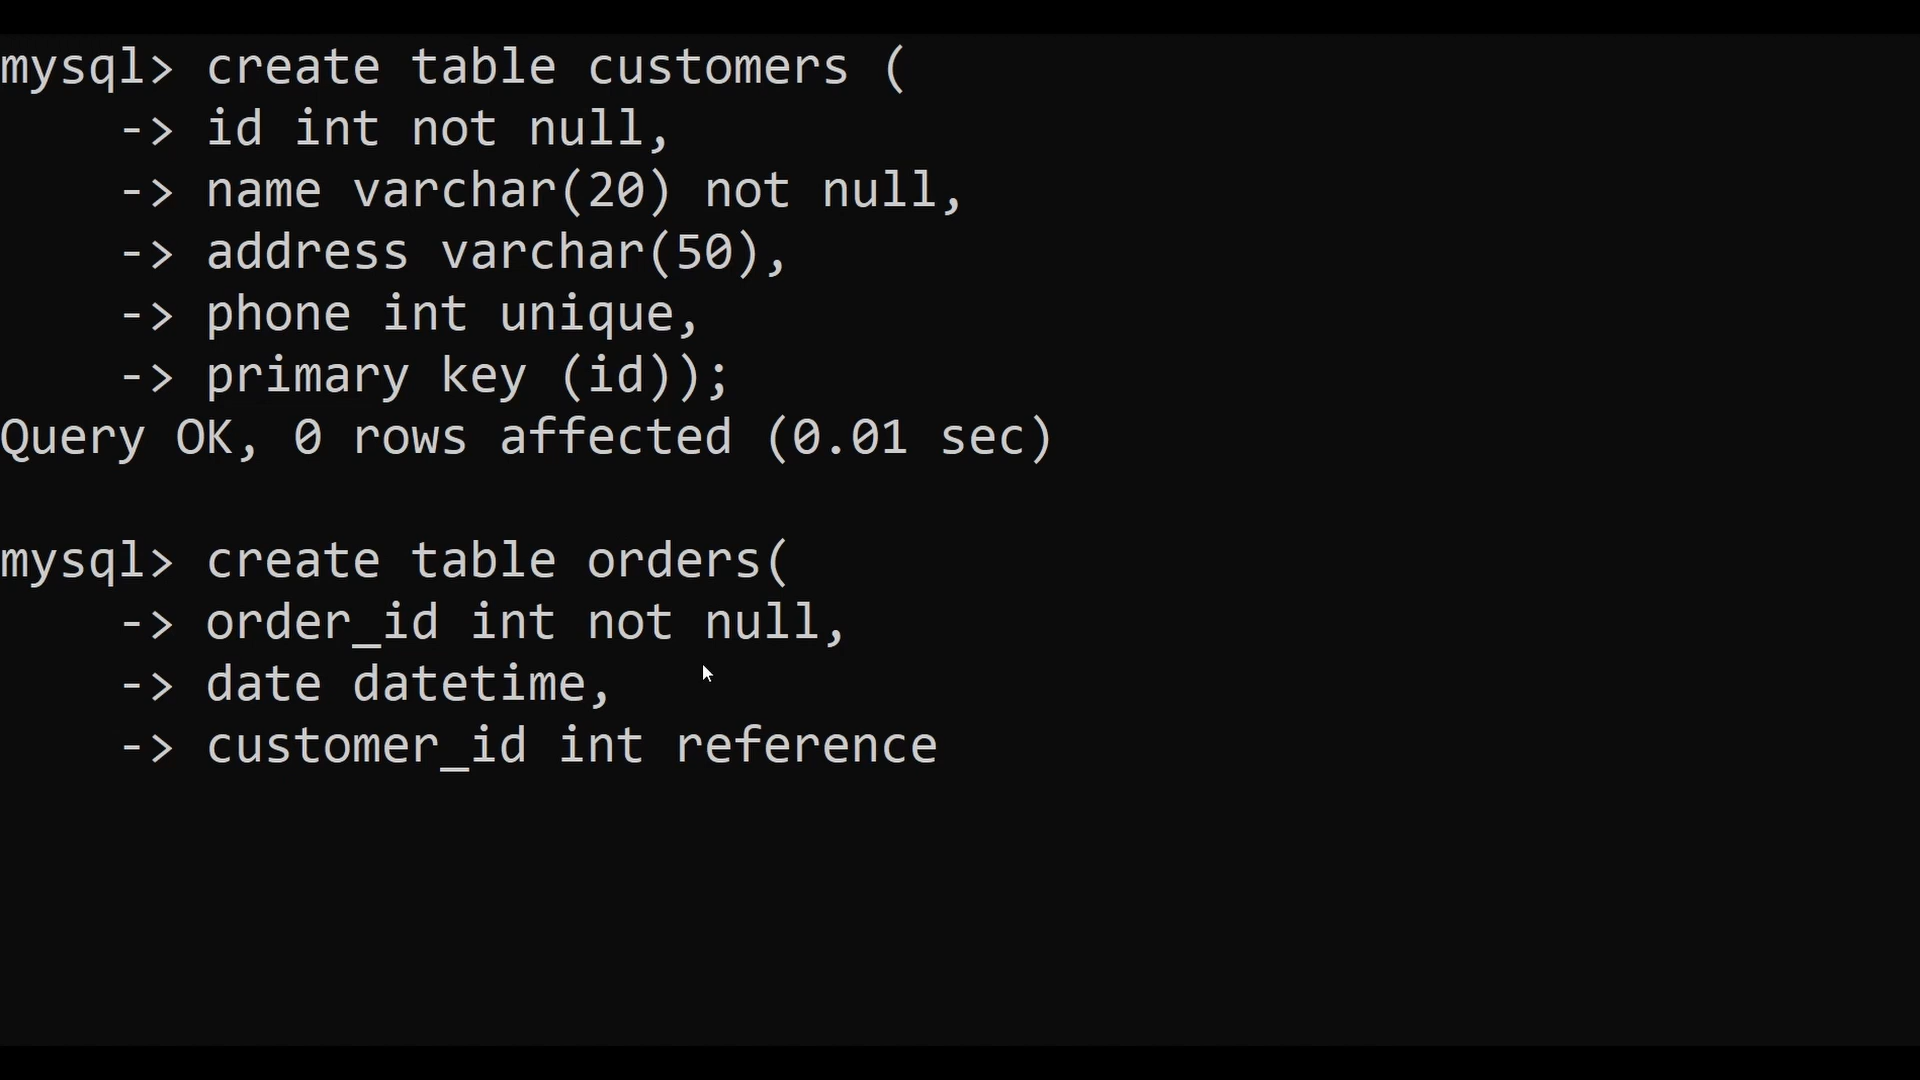 mysql> create table customers (
    -> id int not null,
    -> name varchar(20) not null,
    -> address varchar(50),
    -> phone int unique,
    -> primary key (id));
Query OK, 0 rows affected (0.01 sec)

mysql> create table orders(
    -> order_id int not null,
    -> date datetime,
    -> customer_id int reference